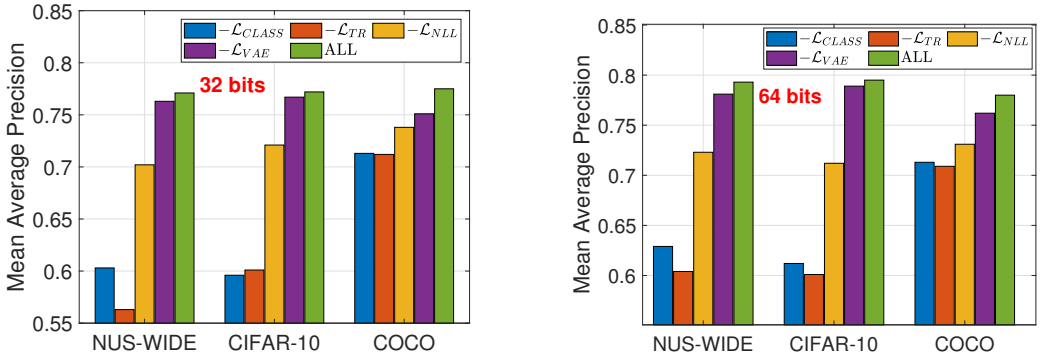 Mean Average Precision
0.85
0.8
0.75
0.7
0.65
0.6
0.55
−ℒ_CLASS −ℒ_TR −ℒ_NLL
−ℒ_VAE ALL
32 bits
NUS-WIDE CIFAR-10 COCO
Mean Average Precision
0.85
0.8
0.75
0.7
0.65
0.6
−ℒ_CLASS −ℒ_TR −ℒ_NLL
−ℒ_VAE ALL
64 bits
NUS-WIDE CIFAR-10 COCO